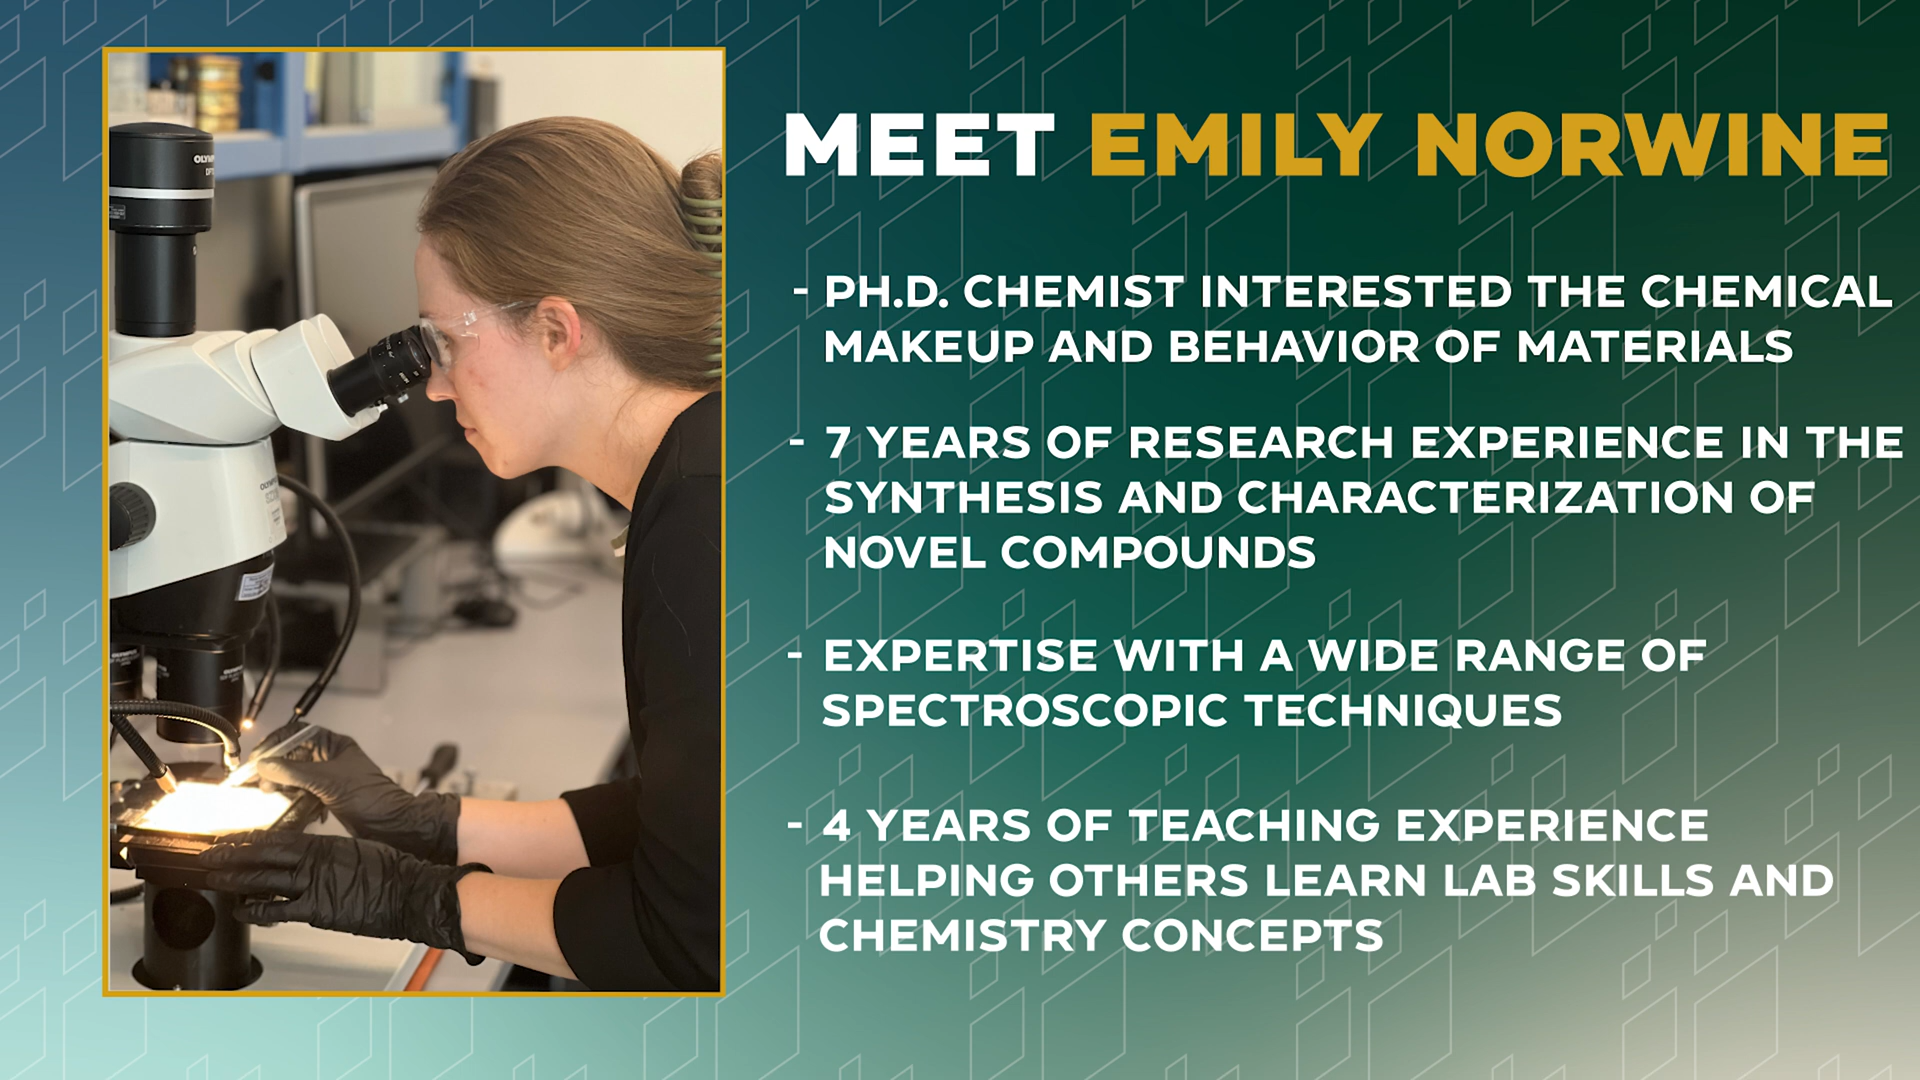 MEET EMILY NORWINE
- PH.D. CHEMIST INTERESTED THE CHEMICAL
MAKEUP AND BEHAVIOR OF MATERIALS
- 7 YEARS OF RESEARCH EXPERIENCE IN THE
SYNTHESIS AND CHARACTERIZATION OF
NOVEL COMPOUNDS
- EXPERTISE WITH A WIDE RANGE OF
SPECTROSCOPIC TECHNIQUES
- 4 YEARS OF TEACHING EXPERIENCE
HELPING OTHERS LEARN LAB SKILLS AND
CHEMISTRY CONCEPTS